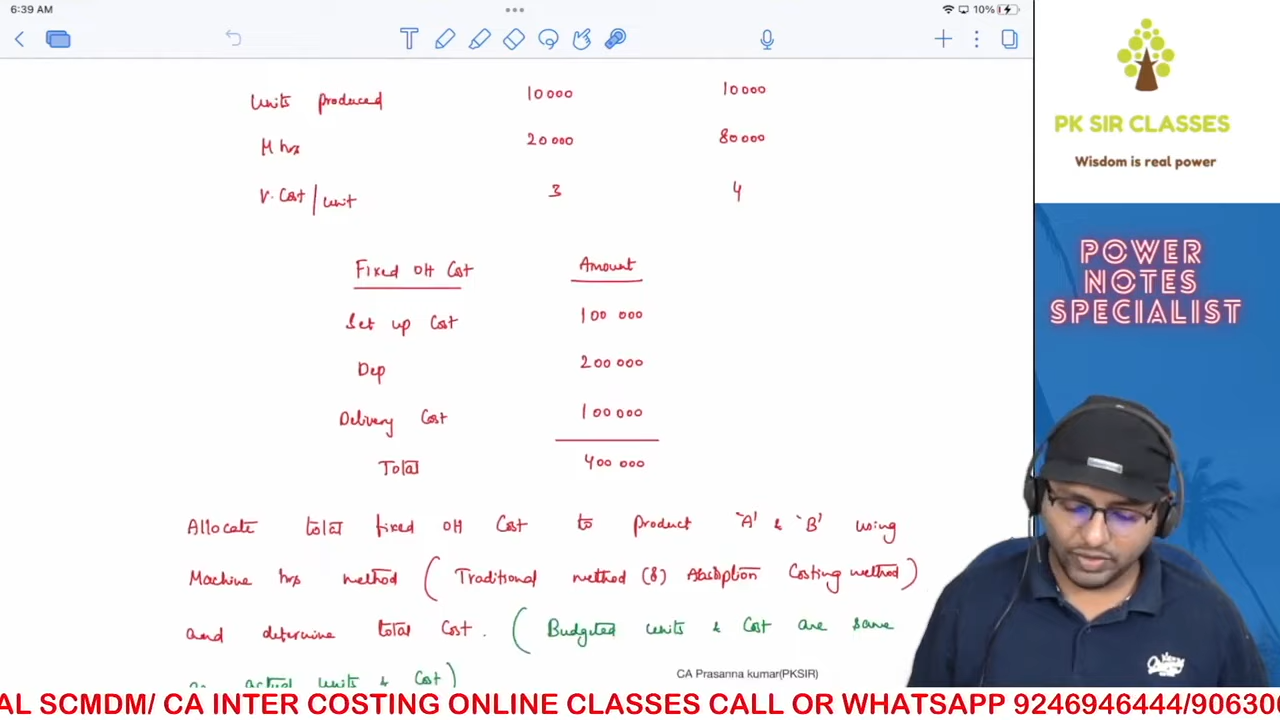 6:39 AM
10%
Units produced 10000 10000
M hrs 20000 80000
V. Cost/unit 3 4
Fixed OH Cost Amount
Set up Cost 100 000
Dep 200 000
Delivery Cost 100 000
Total 400 000
Allocate total fixed OH Cost to product 'A' & 'B' using
Machine hrs method (Traditional method (8) Absorption Costing method)
and determine total Cost. (Budgeted units & Cost are same
as actual units & Cost)
CA Prasanna kumar(PKSIR)
PK SIR CLASSES
Wisdom is real power
POWER
NOTES
SPECIALIST
AL SCMDM/ CA INTER COSTING ONLINE CLASSES CALL OR WHATSAPP 9246946444/906306